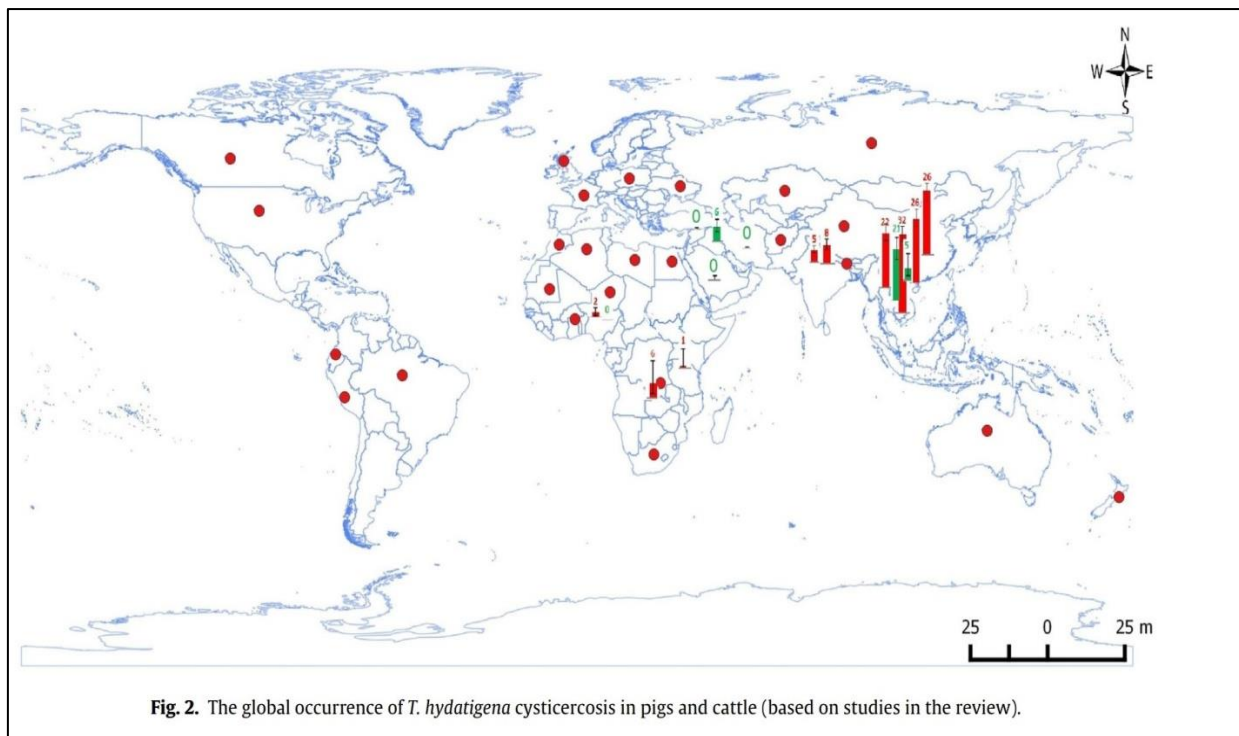 N
W E
S
26
26
22 32
21
5
0 6 0
5 8
0
2 0
1
6
25 0 25 m
Fig. 2. The global occurrence of T. hydatigena cysticercosis in pigs and cattle (based on studies in the review).